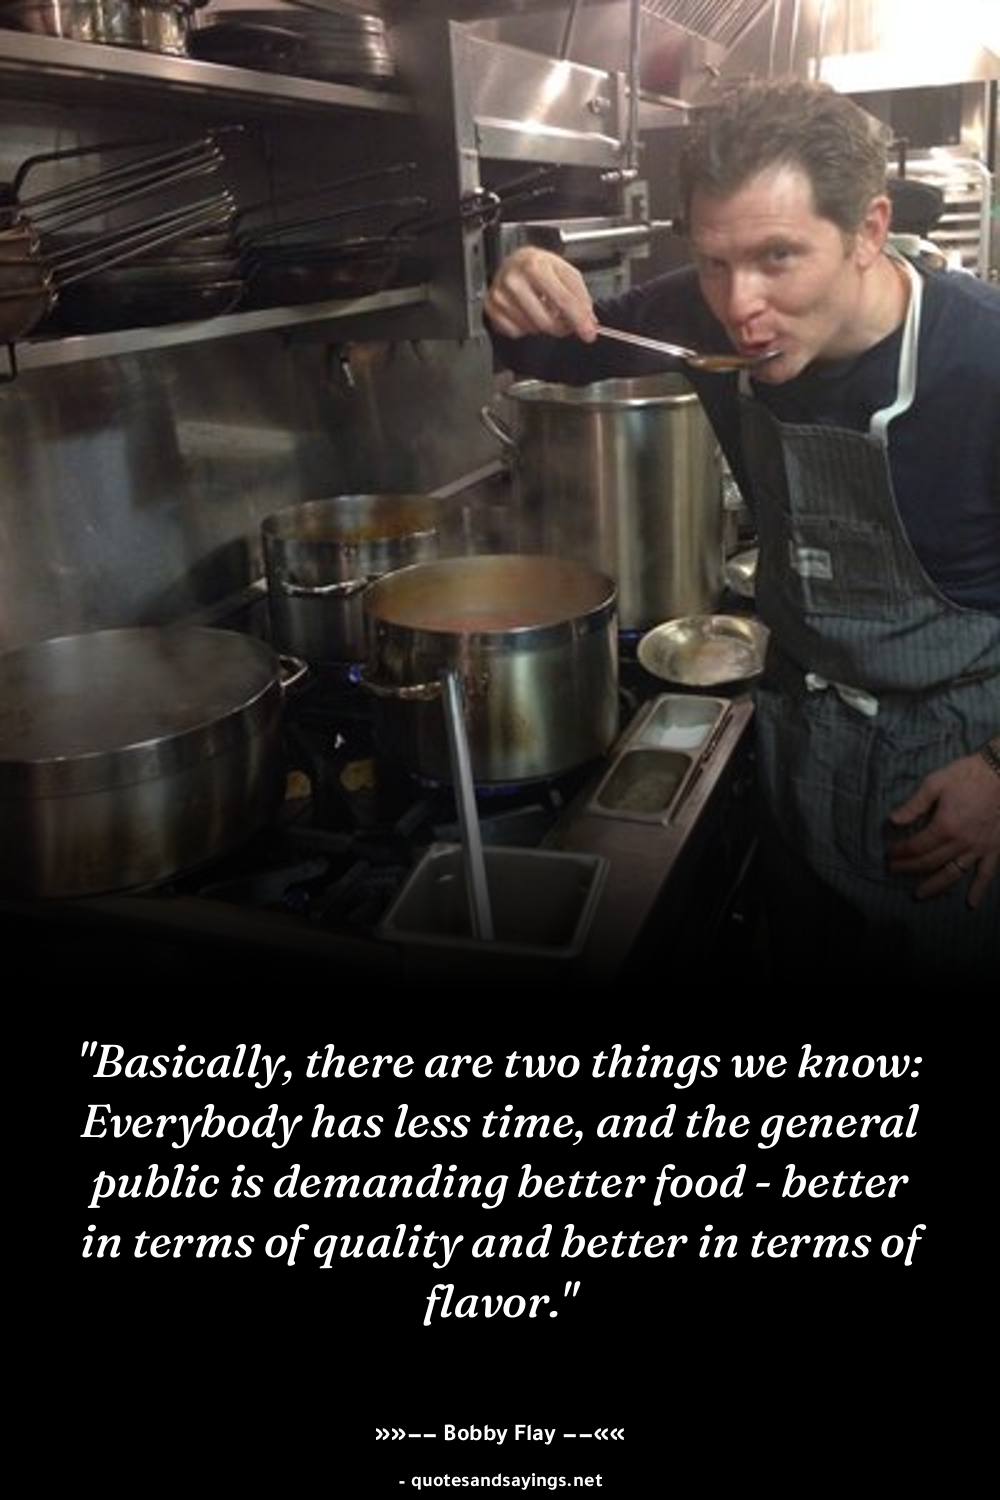 "Basically, there are two things we know:
Everybody has less time, and the general
public is demanding better food - better
in terms of quality and better in terms of
flavor."
»»−− Bobby Flay −−««
- quotesandsayings.net